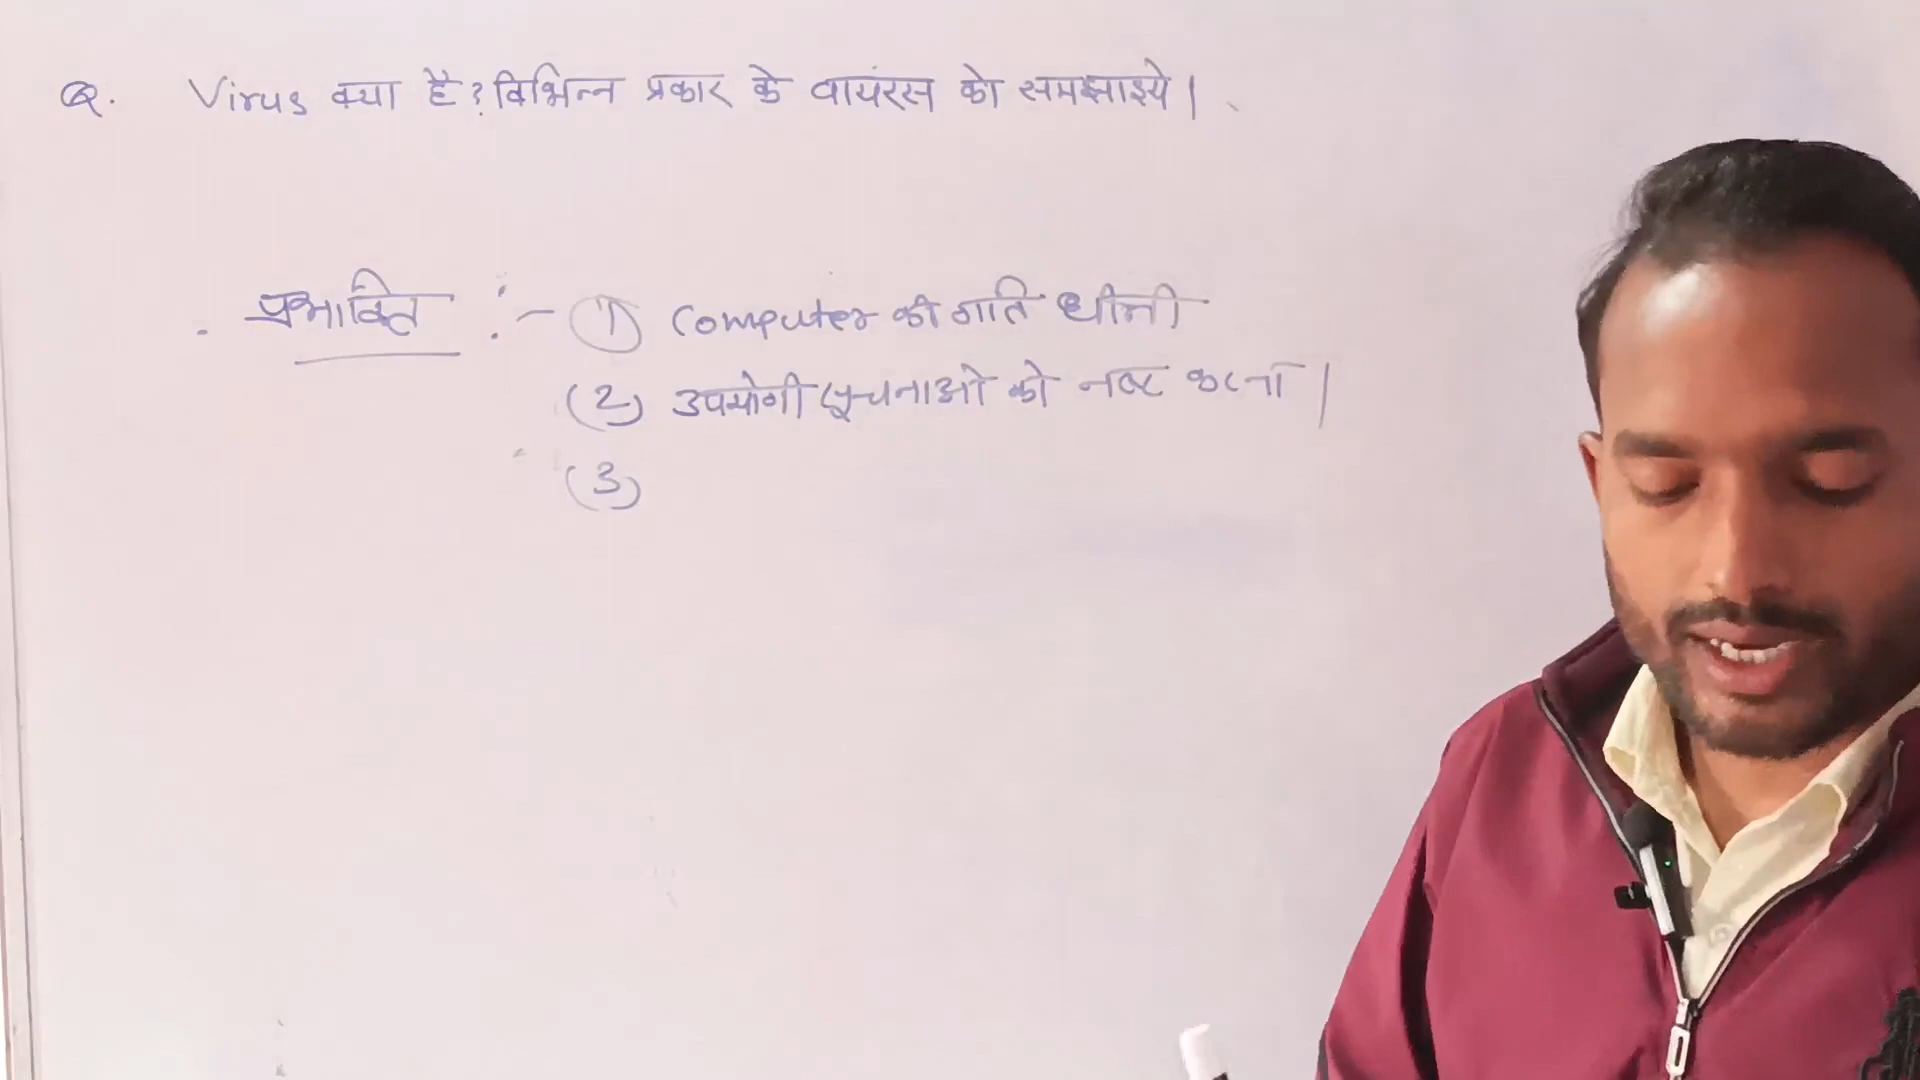 Q. Virus क्या है? विभिन्न प्रकार के वायरस को समझाइये।
प्रभावित :- (1) Computer की गति धीमी
(2) उपयोगी सूचनाओं को नष्ट करना।
(3)